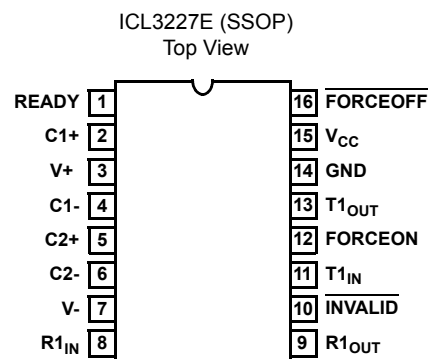 ICL3227E (SSOP)
Top View
READY 1 16 FORCEOFF
C1+ 2 15 VCC
V+ 3 14 GND
C1- 4 13 T1OUT
C2+ 5 12 FORCEON
C2- 6 11 T1IN
V- 7 10 INVALID
R1IN 8 9 R1OUT